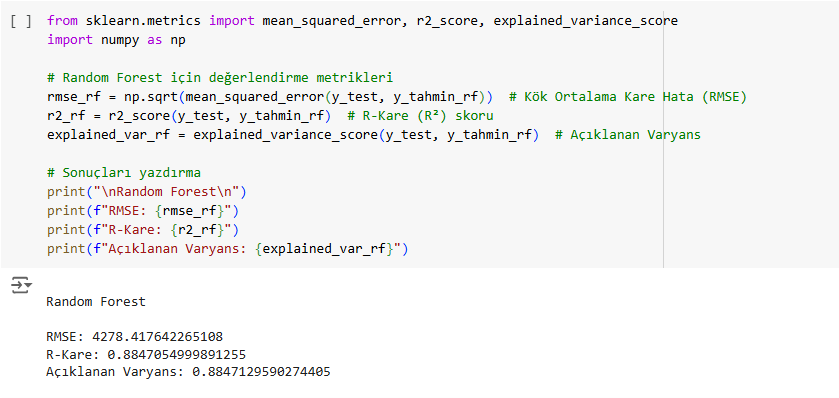 [ ] from sklearn.metrics import mean_squared_error, r2_score, explained_variance_score
import numpy as np
# Random Forest için değerlendirme metrikleri
rmse_rf = np.sqrt(mean_squared_error(y_test, y_tahmin_rf))  # Kök Ortalama Kare Hata (RMSE)
r2_rf = r2_score(y_test, y_tahmin_rf)  # R-Kare (R²) skoru
explained_var_rf = explained_variance_score(y_test, y_tahmin_rf)  # Açıklanan Varyans
# Sonuçları yazdırma
print("\nRandom Forest\n")
print(f"RMSE: {rmse_rf}")
print(f"R-Kare: {r2_rf}")
print(f"Açıklanan Varyans: {explained_var_rf}")
Random Forest
RMSE: 4278.417642265108
R-Kare: 0.8847054999891255
Açıklanan Varyans: 0.8847129590274405